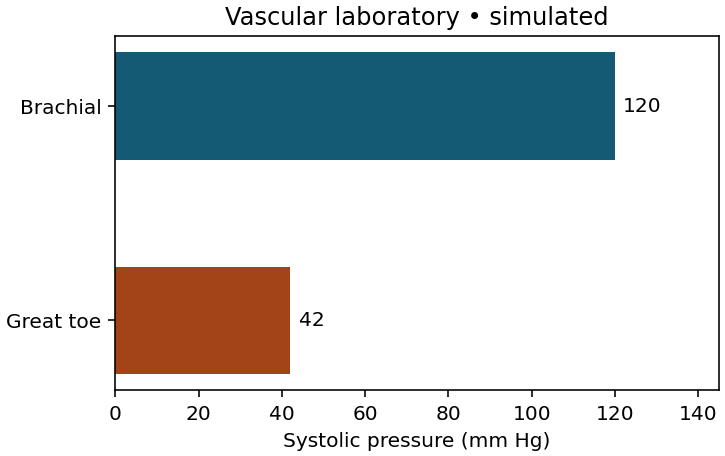 Vascular laboratory • simulated
Brachial
120
Great toe
42
0 20 40 60 80 100 120 140
Systolic pressure (mm Hg)